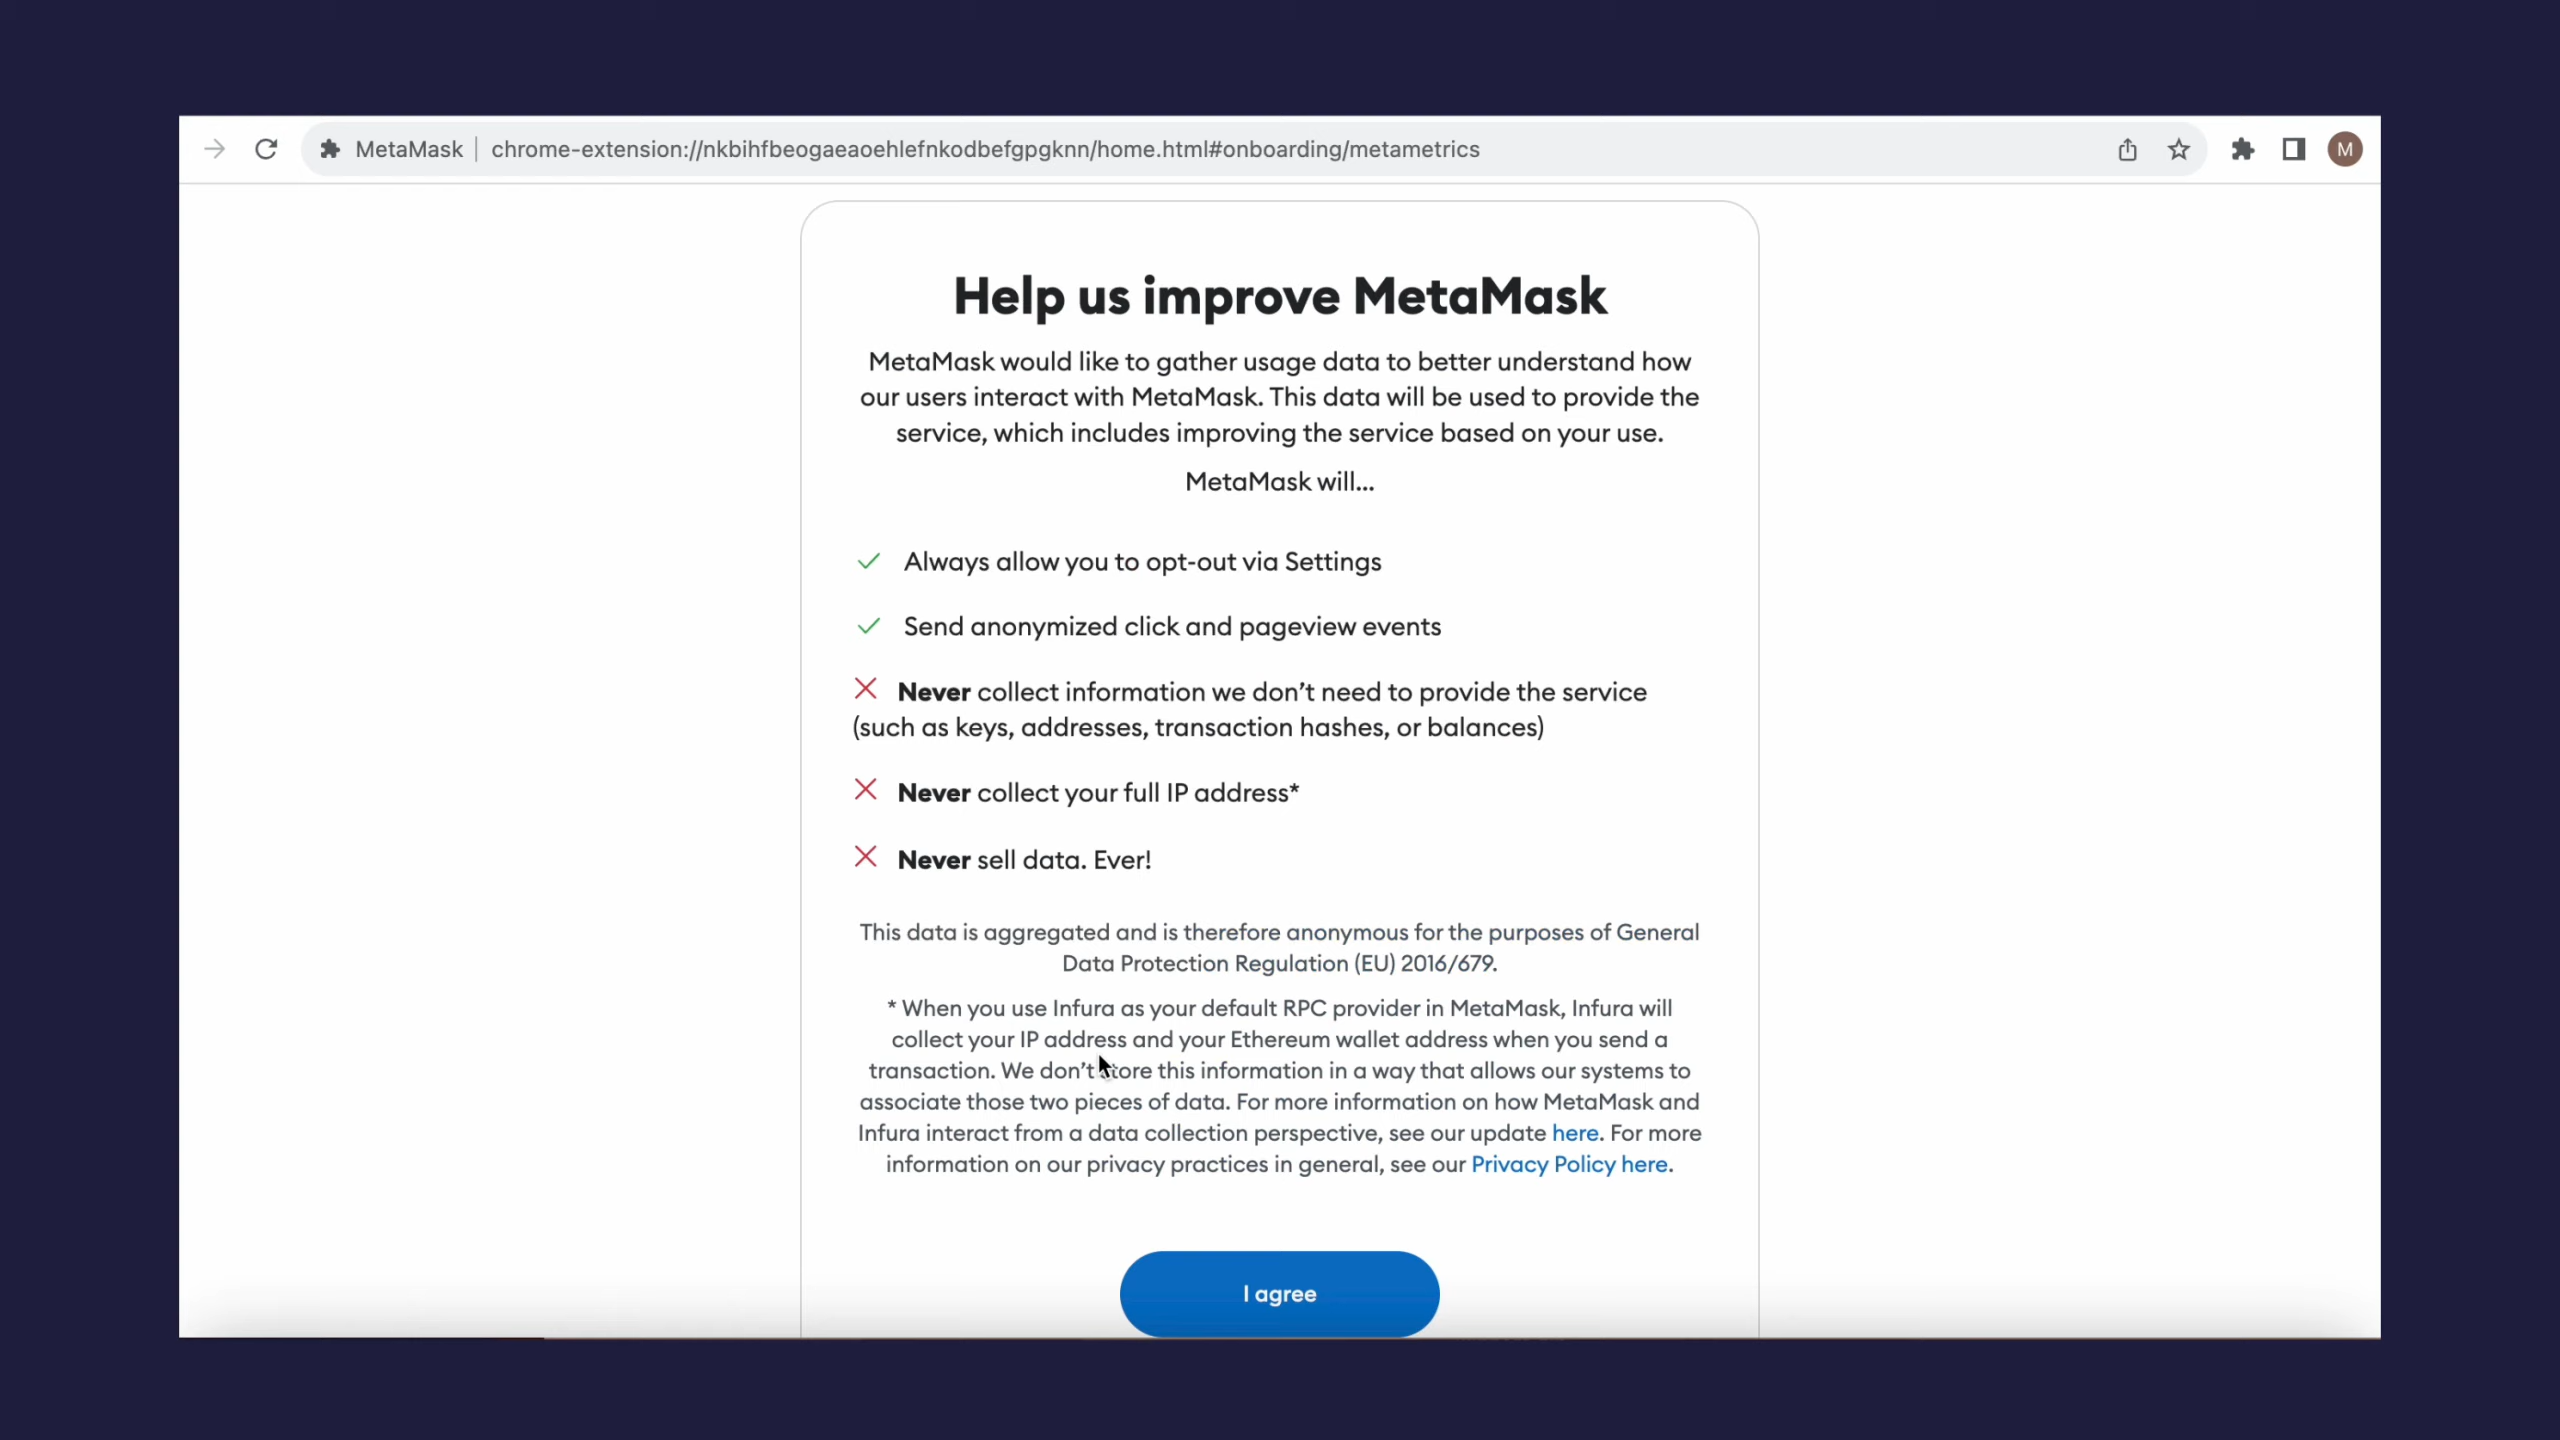 MetaMask | chrome-extension://nkbihfbeogaeaoehlefnkodbefgpgknn/home.html#onboarding/metametrics
M
Help us improve MetaMask
MetaMask would like to gather usage data to better understand how
our users interact with MetaMask. This data will be used to provide the
service, which includes improving the service based on your use.
MetaMask will...
Always allow you to opt-out via Settings
Send anonymized click and pageview events
Never collect information we don't need to provide the service
(such as keys, addresses, transaction hashes, or balances)
Never collect your full IP address*
Never sell data. Ever!
This data is aggregated and is therefore anonymous for the purposes of General
Data Protection Regulation (EU) 2016/679.
* When you use Infura as your default RPC provider in MetaMask, Infura will
collect your IP address and your Ethereum wallet address when you send a
transaction. We don't store this information in a way that allows our systems to
associate those two pieces of data. For more information on how MetaMask and
Infura interact from a data collection perspective, see our update here. For more
information on our privacy practices in general, see our Privacy Policy here.
I agree